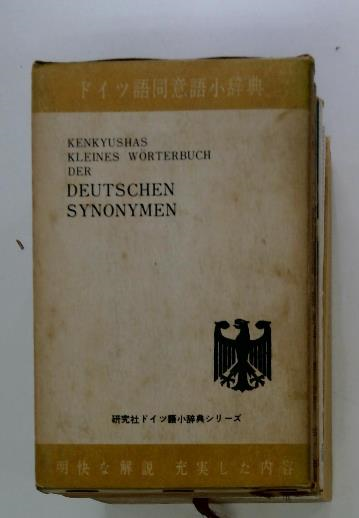 ドイツ語同意語小辞典
KENKYUSHAS
KLEINES WÖRTERBUCH
DER
DEUTSCHEN
SYNONYMEN
研究社ドイツ語小辞典シリーズ
明快な解説 充実した内容